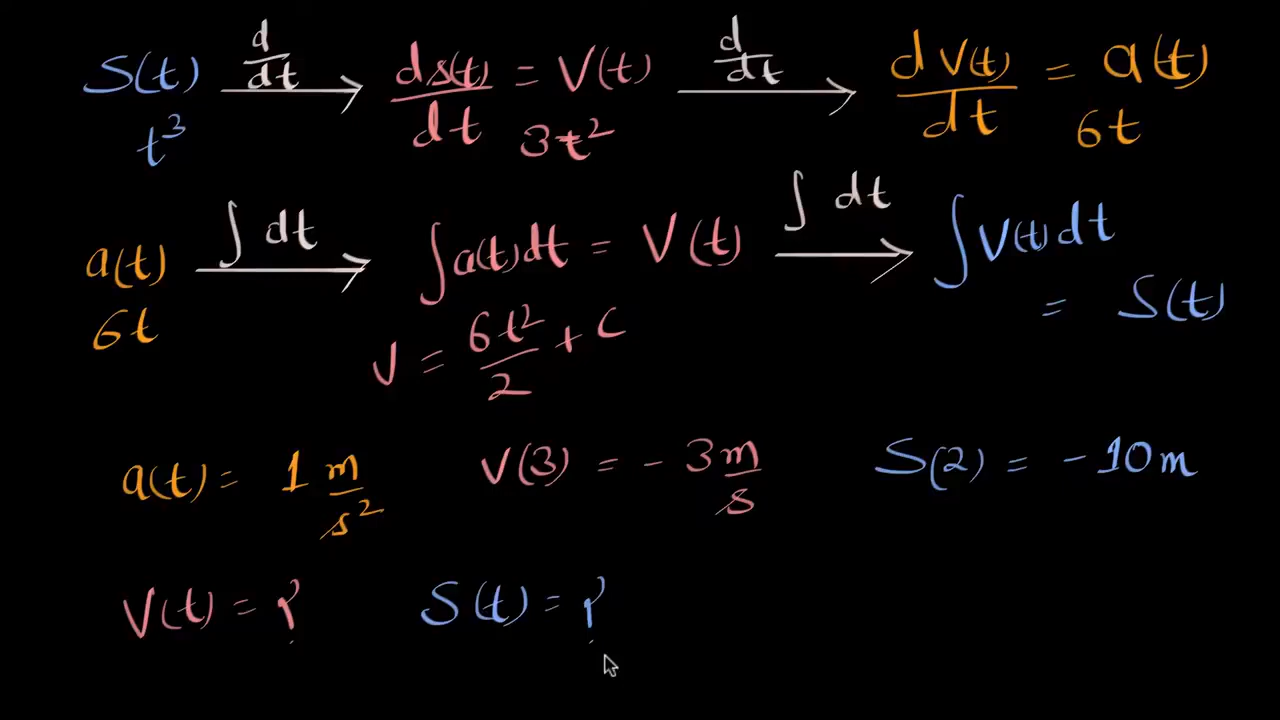 S(t) d/dt → ds(t)/dt = V(t) d/dt → dV(t)/dt = a(t)
t³ 3t² 6t
a(t) ∫ dt → ∫a(t)dt = V(t) ∫ dt → ∫V(t)dt
6t = S(t)
V = 6t²/2 + C
a(t) = 1 m/s² V(3) = -3 m/s S(2) = -10 m
V(t) = ? S(t) = ?